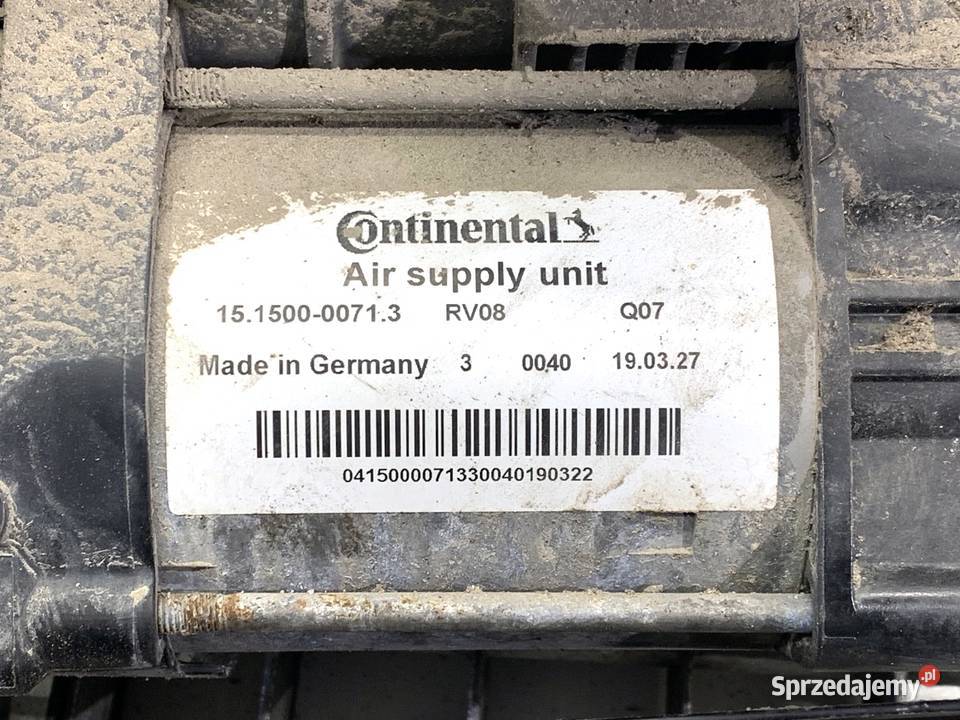 Continental
Air supply unit
15.1500-0071.3 RV08 Q07
Made in Germany 3 0040 19.03.27
0415000071330040190322
Sprzedajemy.pl